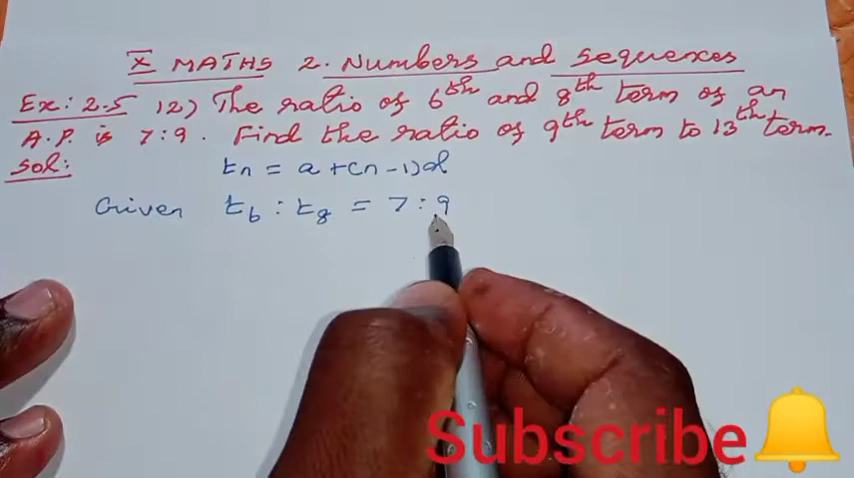 X MATHS 2. Numbers and Sequences
Ex: 2.5 12) The ratio of 6th and 8th term of an
A.P. is 7:9. Find the ratio of 9th term to 13th term.
Sol:
tn = a + (n - 1)d
Given t6 : t8 = 7 : 9
Subscribe